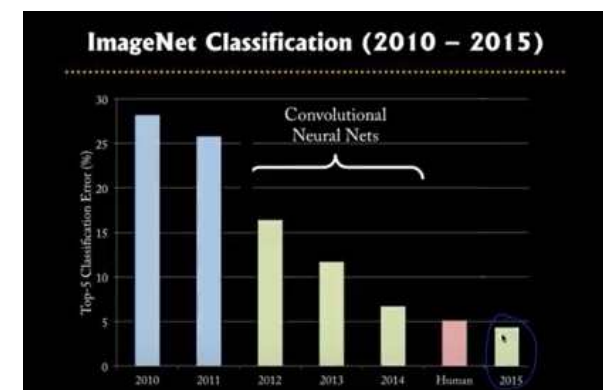 ImageNet Classification (2010 – 2015)
Convolutional
Neural Nets
Top-5 Classification Error (%)
30
25
20
15
10
5
0
2010 2011 2012 2013 2014 Human 2015